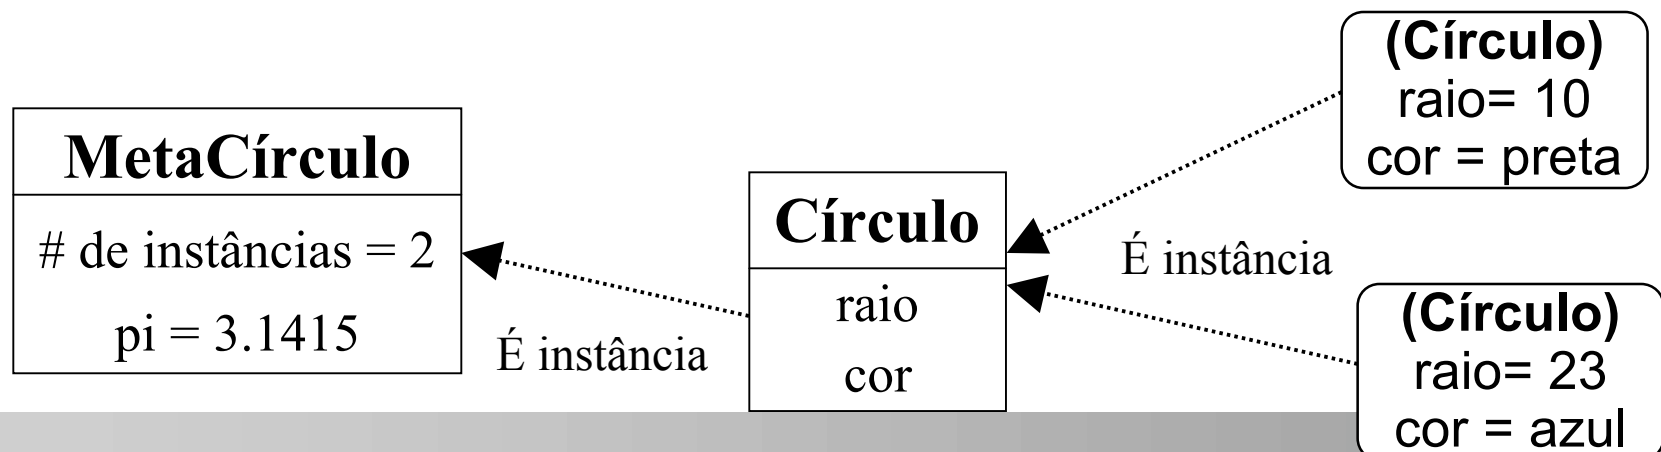 MetaCírculo
# de instâncias = 2
pi = 3.1415
É instância
Círculo
raio
cor
É instância
(Círculo)
raio= 10
cor = preta
(Círculo)
raio= 23
cor = azul